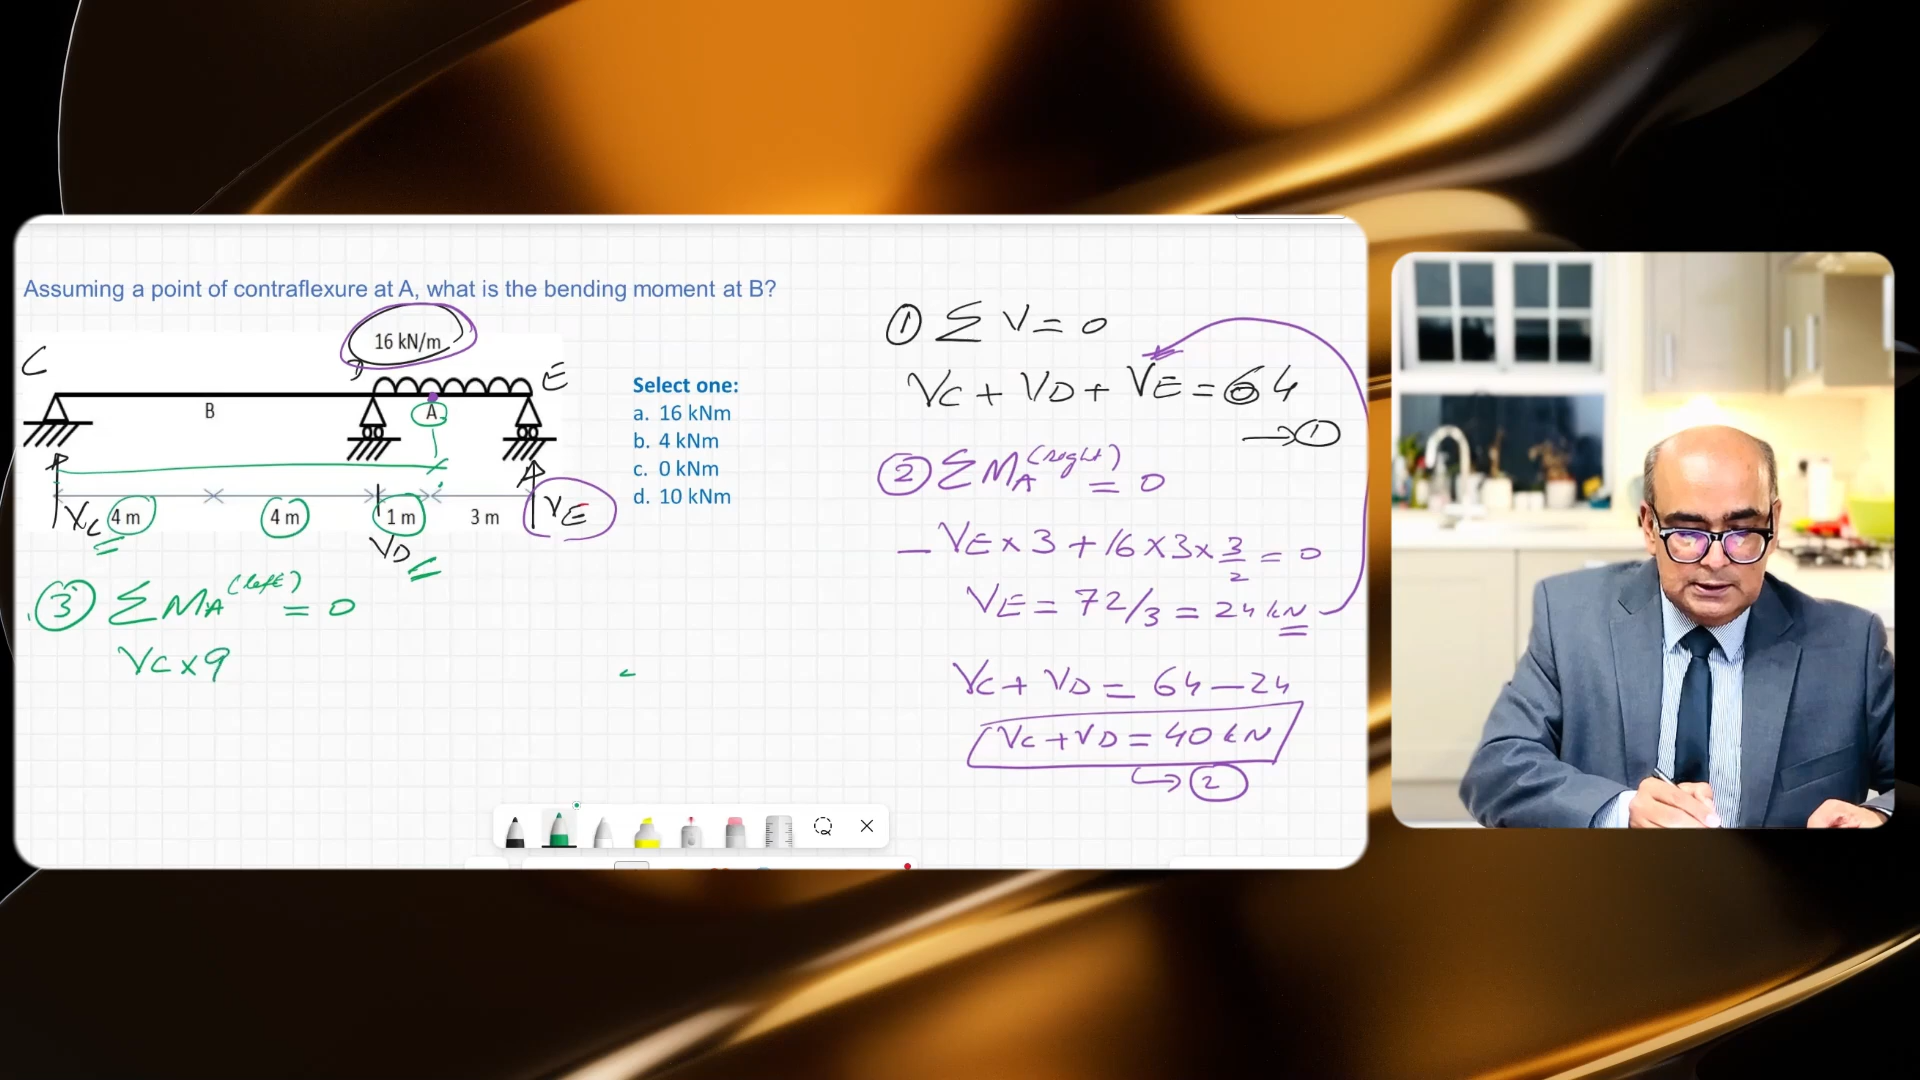 Assuming a point of contraflexure at A, what is the bending moment at B?
16 kN/m
C
D
E
B
A
VC
4 m
4 m
1 m
3 m
VE
VD
Select one:
a. 16 kNm
b. 4 kNm
c. 0 kNm
d. 10 kNm
③ ΣMA (left) = 0
VC×9
① ΣV = 0
VC + VD + VE = 64
→①
② ΣMA (right) = 0
−VE×3 + 16×3×3/2 = 0
VE = 72/3 = 24 kN
VC + VD = 64−24
VC + VD = 40 kN
↪②